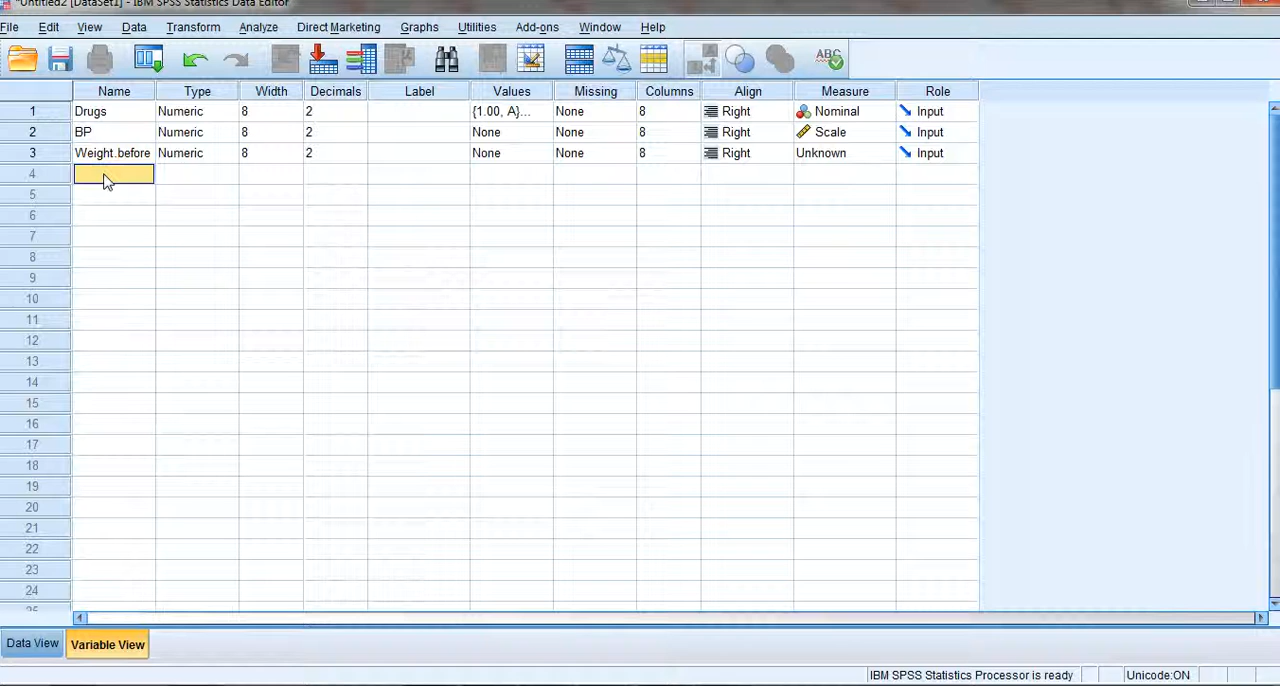 *Untitled2 [DataSet1] - IBM SPSS Statistics Data Editor
File Edit View Data Transform Analyze Direct Marketing Graphs Utilities Add-ons Window Help
Name Type Width Decimals Label Values Missing Columns Align Measure Role
1 Drugs Numeric 8 2 {1.00, A}... None 8 Right Nominal Input
2 BP Numeric 8 2 None None 8 Right Scale Input
3 Weight.before Numeric 8 2 None None 8 Right Unknown Input
4
5
6
7
8
9
10
11
12
13
14
15
16
17
18
19
20
21
22
23
24
Data View Variable View
IBM SPSS Statistics Processor is ready Unicode:ON